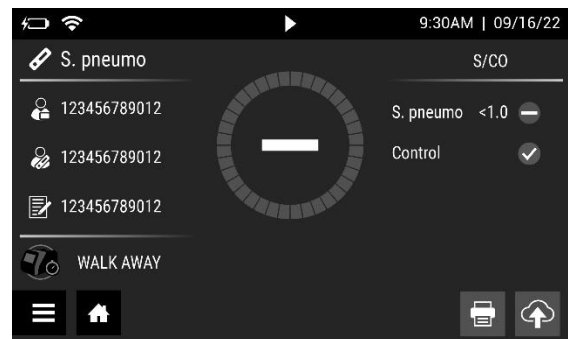 9:30AM | 09/16/22
S. pneumo
S/CO
123456789012
S. pneumo <1.0
123456789012
Control
123456789012
WALK AWAY